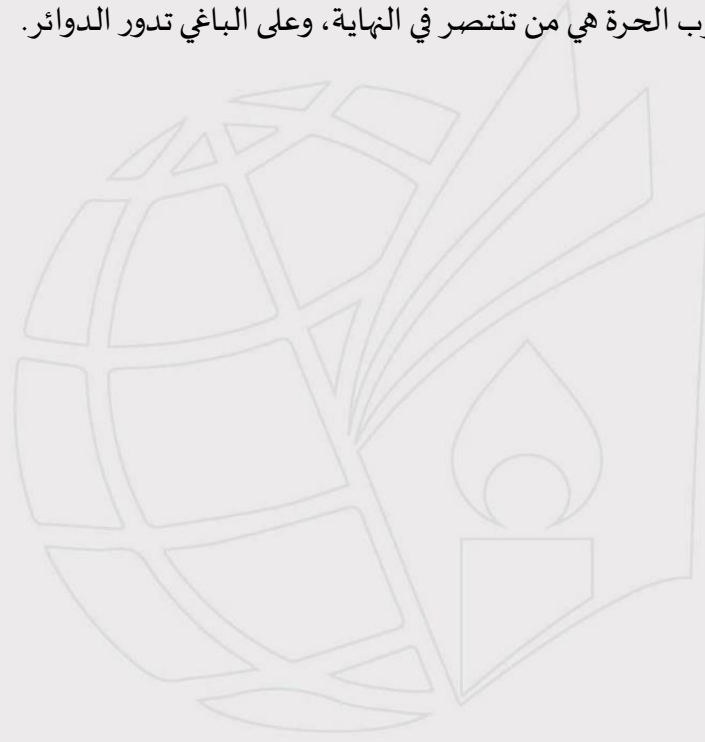 الحرة هي من تنتصر في النهاية، وعلى الباغي تدور الدوائر.